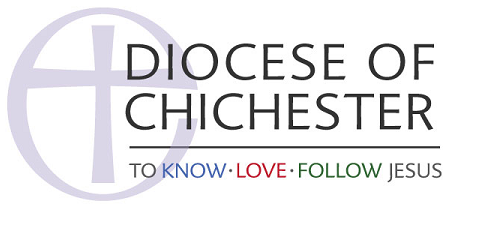 DIOCESE OF
CHICHESTER
TO KNOW·LOVE·FOLLOW JESUS